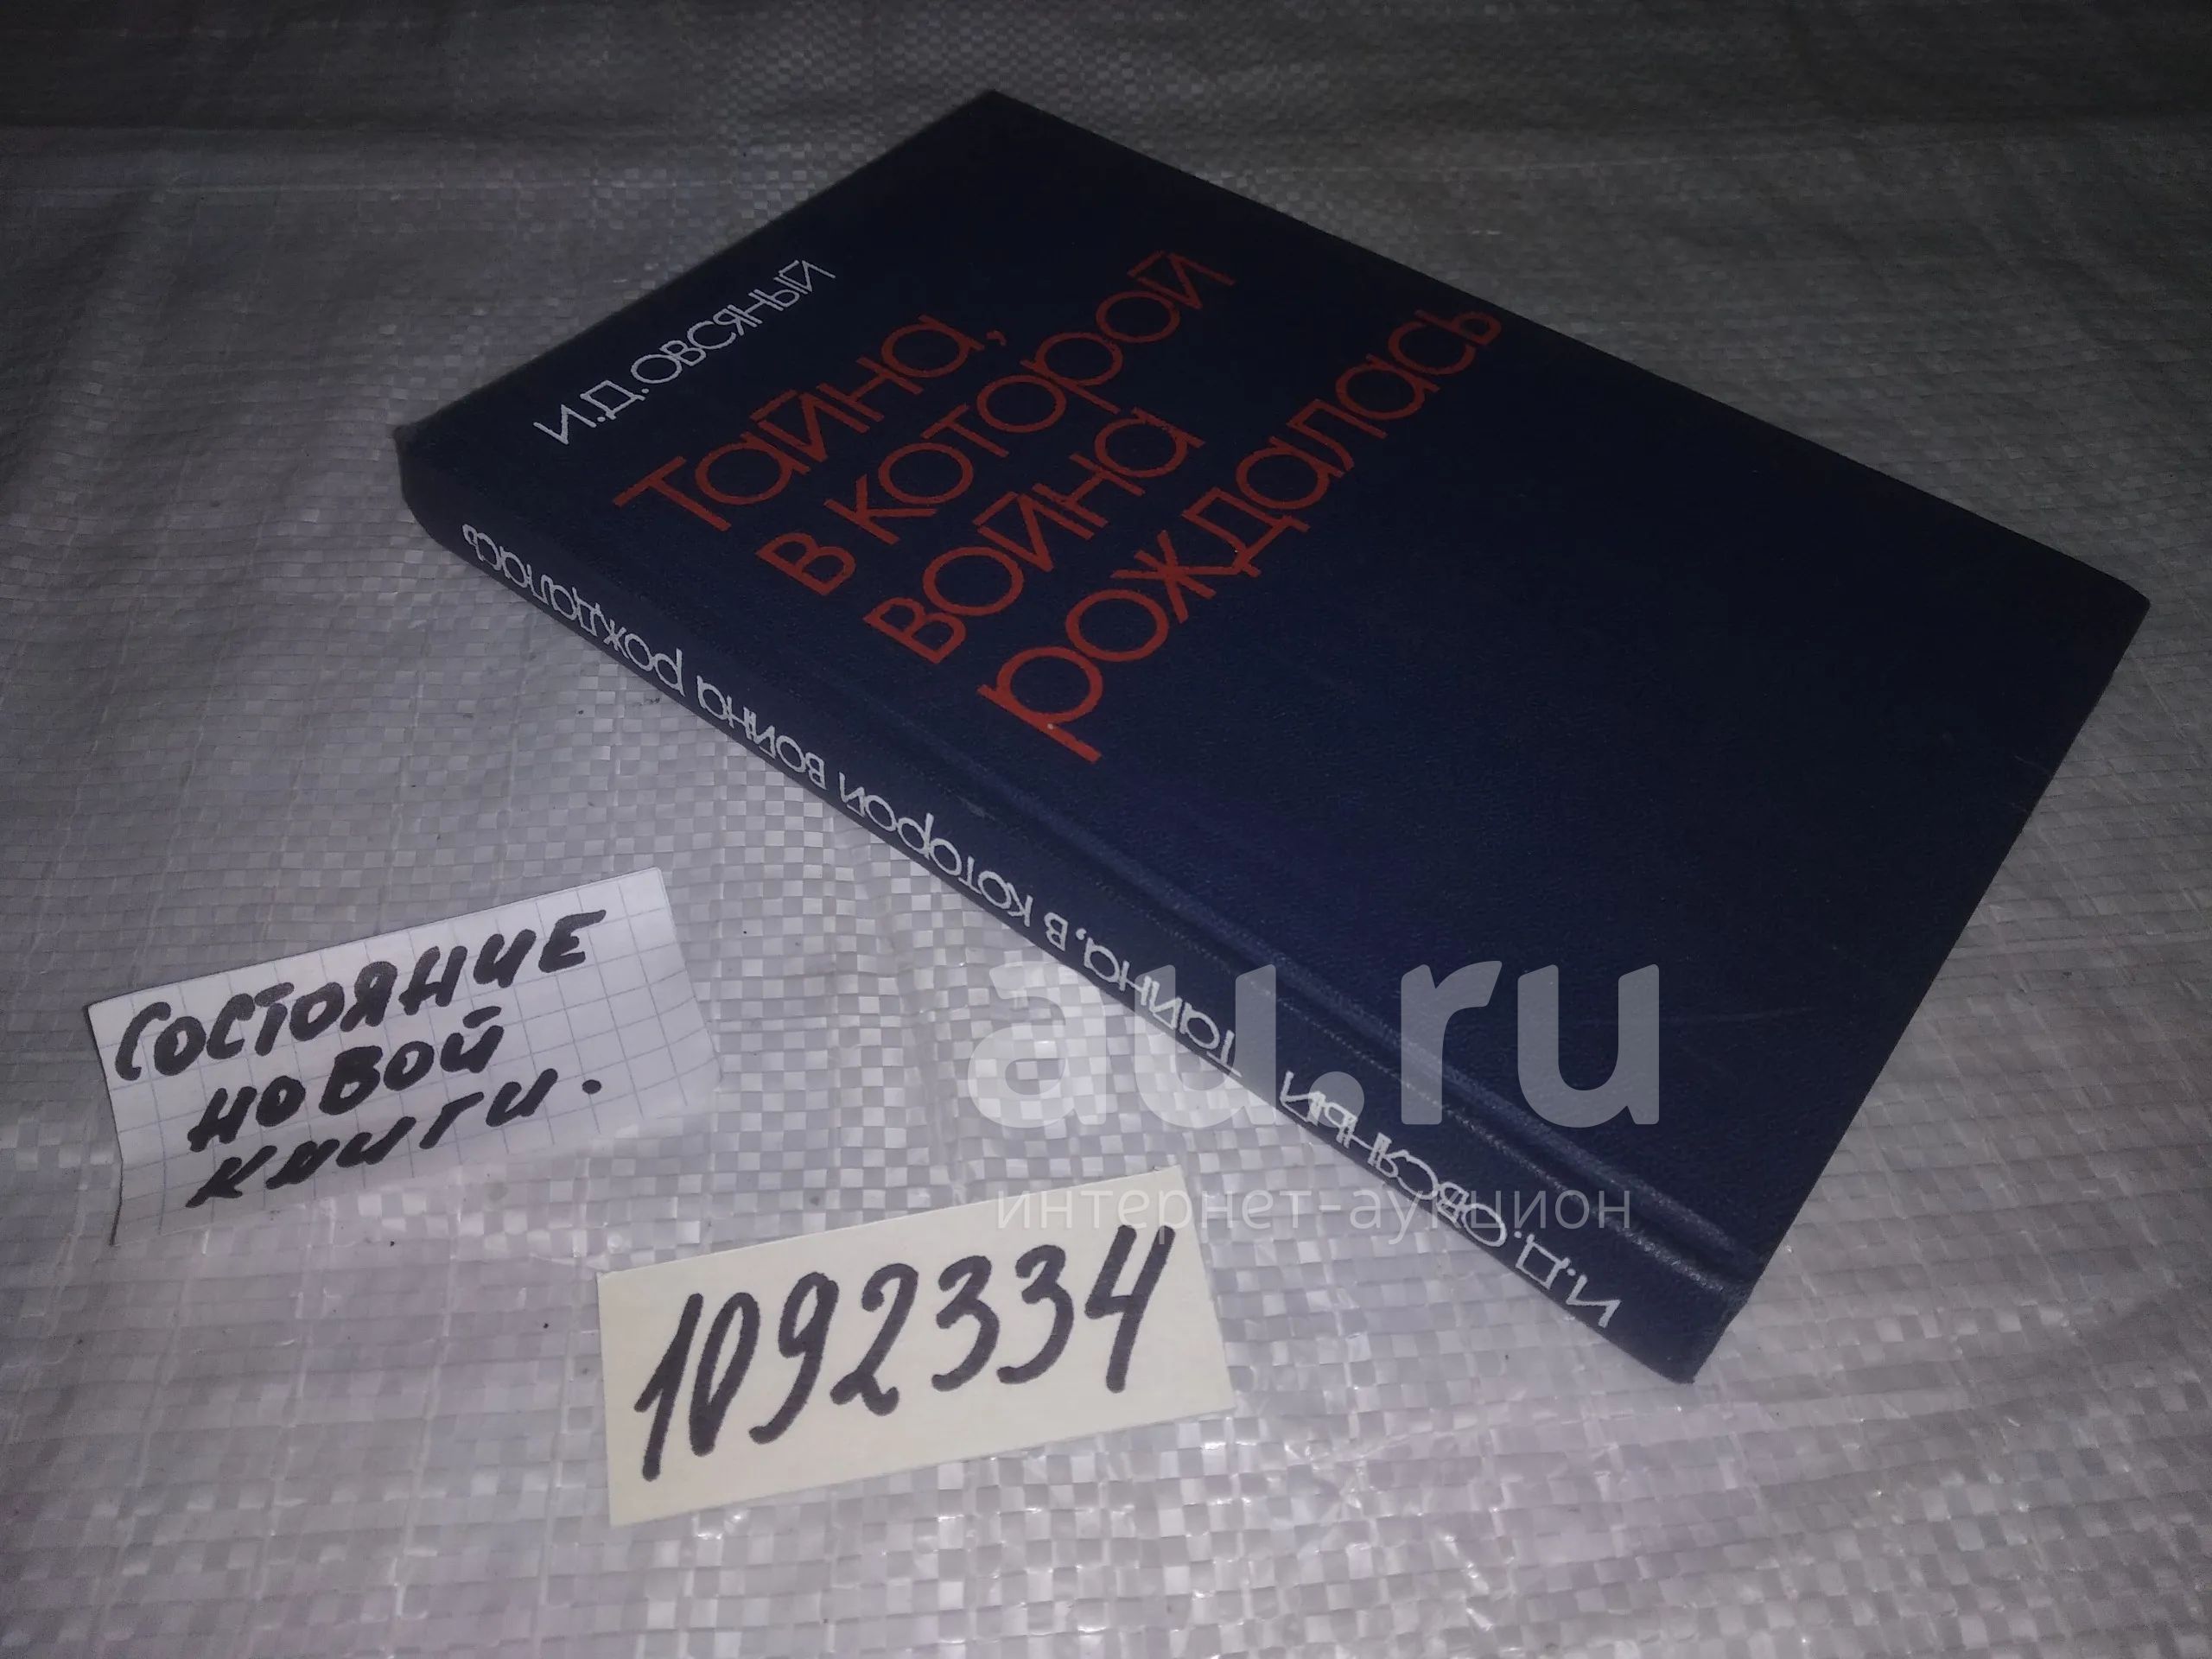 И.Д.ОВСЯНЫЙ
Тайна,
в которой
война
рождалась
И.Д.ОВСЯНЫЙ Тайна, в которой война рождалась
СОСТОЯНИЕ
НОВОЙ
КНИГИ.
1092334
au.ru
интернет-аукцион